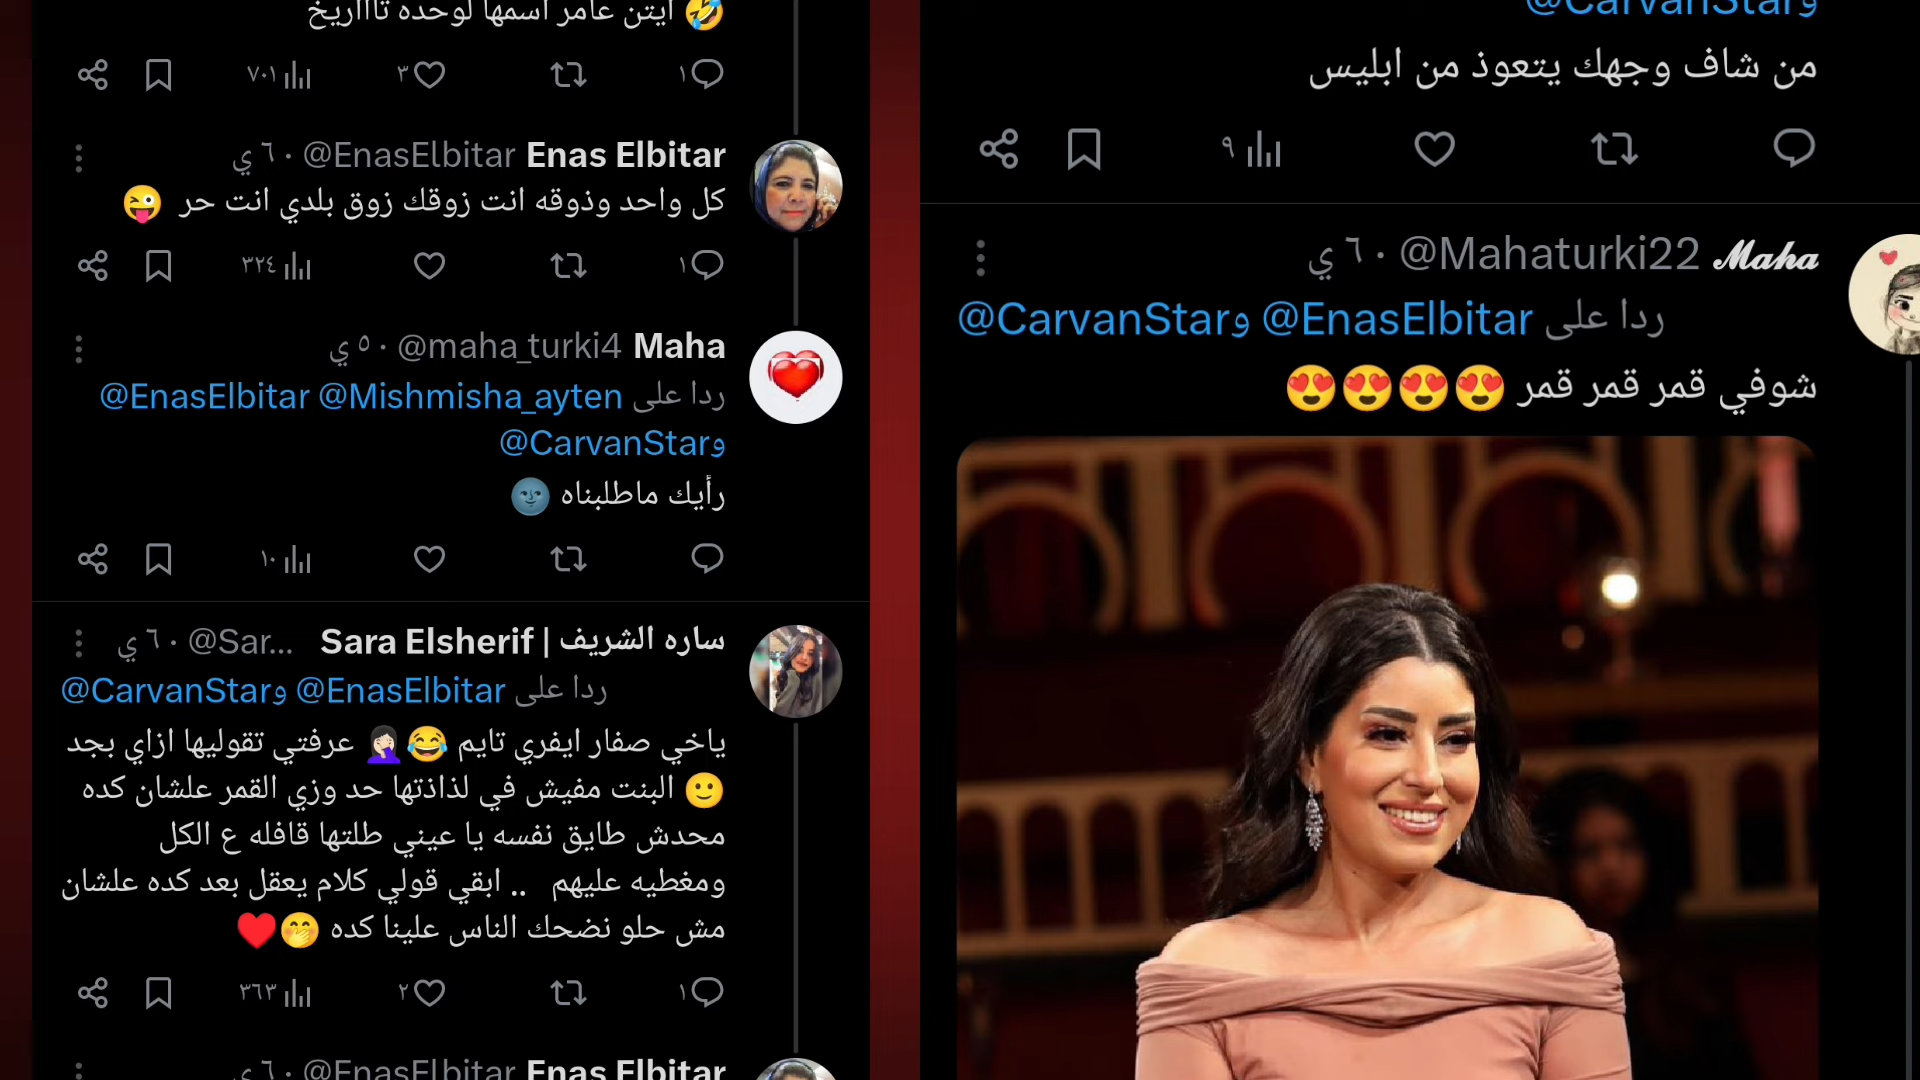 ايتن عامر اسمها لوحده تاااريخ 🤣
١ ٣ ٧٠١
Enas Elbitar @EnasElbitar · ٦ ي
كل واحد وذوقه انت زوقك زوق بلدي انت حر 😜
١ ٣٢٤
Maha @maha_turki4 · ٥ ي
ردا على @Mishmisha_ayten @EnasElbitar
و@CarvanStar
رأيك ماطلبناه 🌚
١٠
ساره الشريف | Sara Elsherif @Sar... · ٦ ي
ردا على @EnasElbitar و@CarvanStar
ياخي صفار ايفري تايم 😂🤦🏻‍♀️ عرفتي تقوليها ازاي بجد
🙂 البنت مفيش في لذاذتها حد وزي القمر علشان كده
محدش طايق نفسه يا عيني طلتها قافله ع الكل
ومغطيه عليهم .. ابقي قولي كلام يعقل بعد كده علشان
مش حلو نضحك الناس علينا كده 🤭❤️
١ ٢ ٣٦٣
Enas Elbitar @EnasElbitar · ٦ ي
و@CarvanStar
من شاف وجهك يتعوذ من ابليس
٩
𝓜𝓪𝓱𝓪 @Mahaturki22 · ٦ ي
ردا على @EnasElbitar و@CarvanStar
شوفي قمر قمر قمر 😍😍😍😍